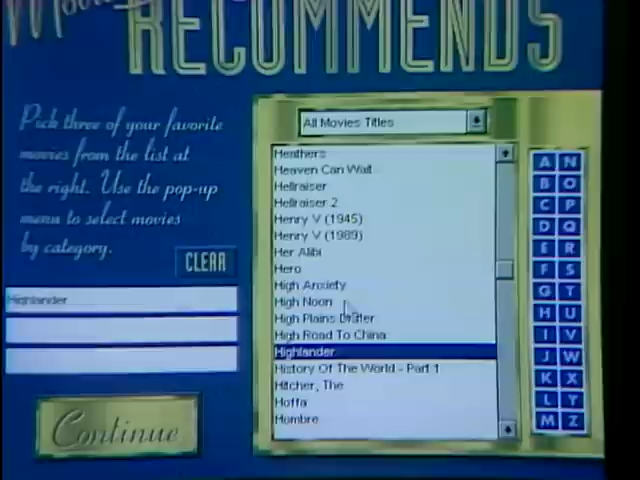 Movie
RECOMMENDS
Pick three of your favorite
movies from the list at
the right. Use the pop-up
menu to select movies
by category.
CLEAR
Highlander
Continue
All Movies Titles
Heathers
Heaven Can Wait
Hellraiser
Hellraiser 2
Henry V (1945)
Henry V (1989)
Her Alibi
Hero
High Anxiety
High Noon
High Plains Drifter
High Road To China
Highlander
History Of The World - Part 1
Hitcher, The
Hoffa
Hombre
A N
B O
C P
D Q
E R
F S
G T
H U
I V
J W
K X
L Y
M Z